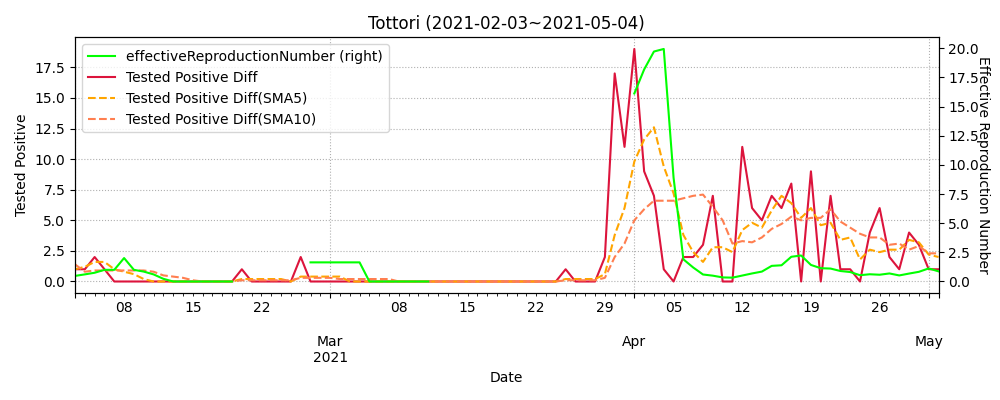 Tottori (2021-02-03~2021-05-04)
effectiveReproductionNumber (right)
Tested Positive Diff
Tested Positive Diff(SMA5)
Tested Positive Diff(SMA10)
Tested Positive
17.5
15.0
12.5
10.0
7.5
5.0
2.5
0.0
20.0
17.5
15.0
12.5
10.0
7.5
5.0
2.5
0.0
Effective Reproduction Number
08 15 22 08 15 22 29 05 12 19 26
Mar Apr May
2021
Date